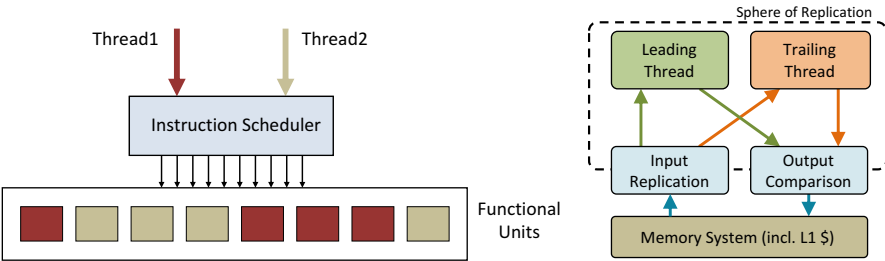 Thread1
Thread2
Instruction Scheduler
Functional
Units
Sphere of Replication
Leading
Thread
Trailing
Thread
Input
Replication
Output
Comparison
Memory System (incl. L1 $)